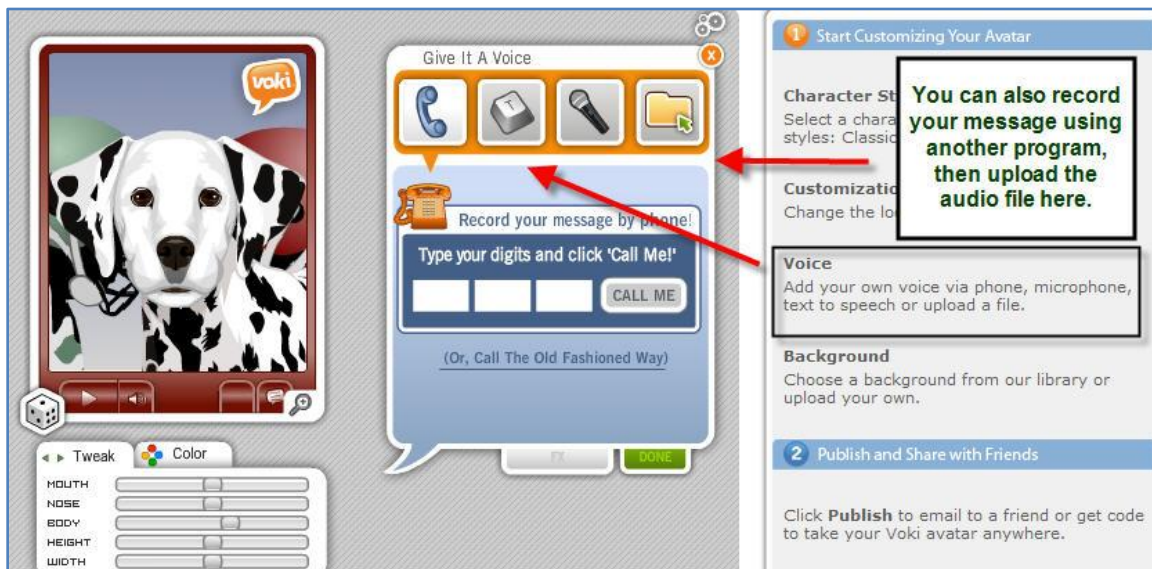 voki
Give It A Voice
T
Record your message by phone!
Type your digits and click 'Call Me!'
CALL ME
(Or, Call The Old Fashioned Way)
FX
DONE
Tweak
Color
MOUTH
NOSE
BODY
HEIGHT
WIDTH
1 Start Customizing Your Avatar
Character St
Select a chara
styles: Classic
You can also record
your message using
another program,
then upload the
audio file here.
Customizatio
Change the lo
Voice
Add your own voice via phone, microphone,
text to speech or upload a file.
Background
Choose a background from our library or
upload your own.
2 Publish and Share with Friends
Click Publish to email to a friend or get code
to take your Voki avatar anywhere.